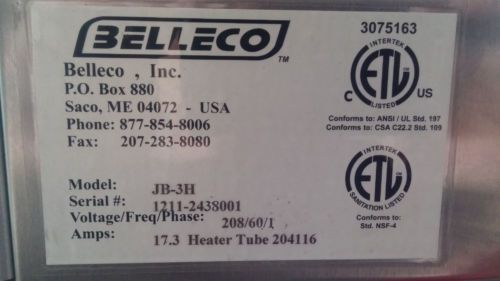 BELLECO
TM
Belleco , Inc.
P.O. Box 880
Saco, ME 04072 - USA
Phone: 877-854-8006
Fax: 207-283-8080
Model: JB-3H
Serial #: 1211-2438001
Voltage/Freq/Phase: 208/60/1
Amps: 17.3 Heater Tube 204116
3075163
INTERTEK
ETL
C US
LISTED
Conforms to: ANSI / UL Std. 197
Conforms to: CSA C22.2 Std. 109
INTERTEK
ETL
SANITATION LISTED
Conforms to:
Std. NSF-4